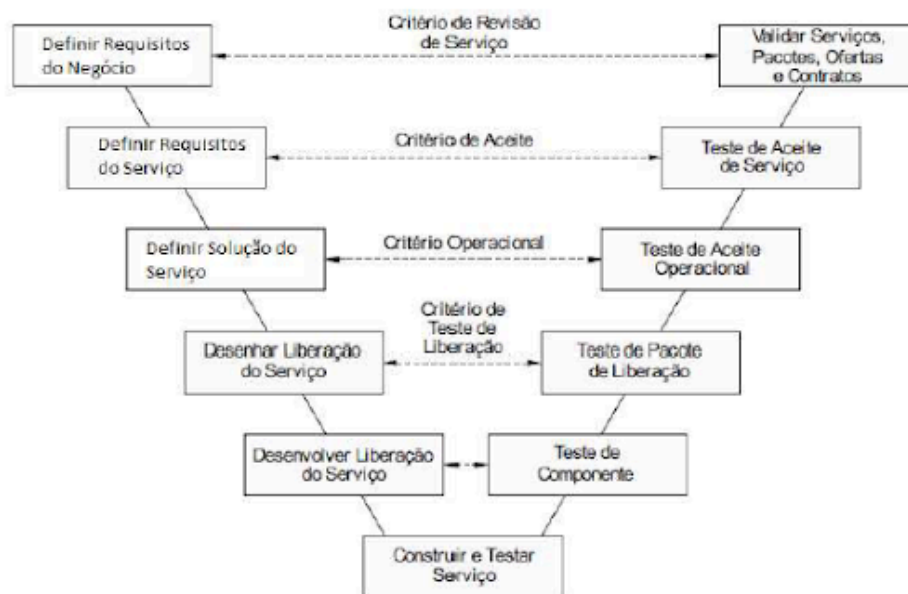 Critério de Revisão
de Serviço
Definir Requisitos
do Negócio
Validar Serviços,
Pacotes, Ofertas
e Contratos
Definir Requisitos
do Serviço
Critério de Aceite
Teste de Aceite
de Serviço
Definir Solução do
Serviço
Critério Operacional
Teste de Aceite
Operacional
Critério de
Teste de
Liberação
Desenhar Liberação
do Serviço
Teste de Pacote
de Liberação
Desenvolver Liberação
do Serviço
Teste de
Componente
Construir e Testar
Serviço